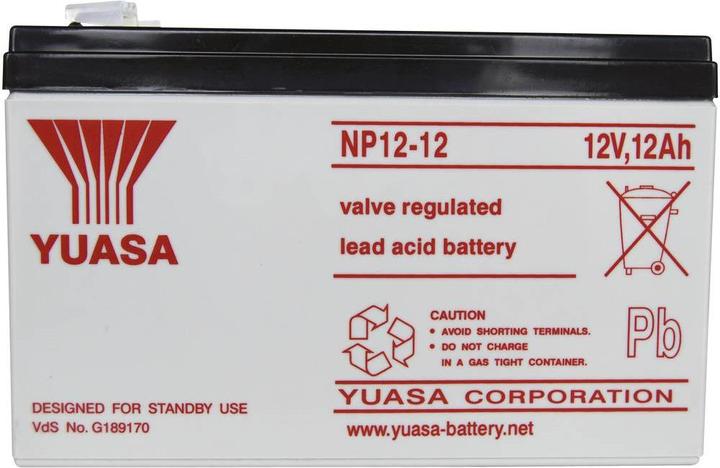 YUASA
NP12-12 12V,12Ah
valve regulated
lead acid battery
CAUTION
• AVOID SHORTING TERMINALS.
• DO NOT CHARGE
IN A GAS TIGHT CONTAINER.
Pb
YUASA CORPORATION
www.yuasa-battery.net
DESIGNED FOR STANDBY USE
VdS No. G189170